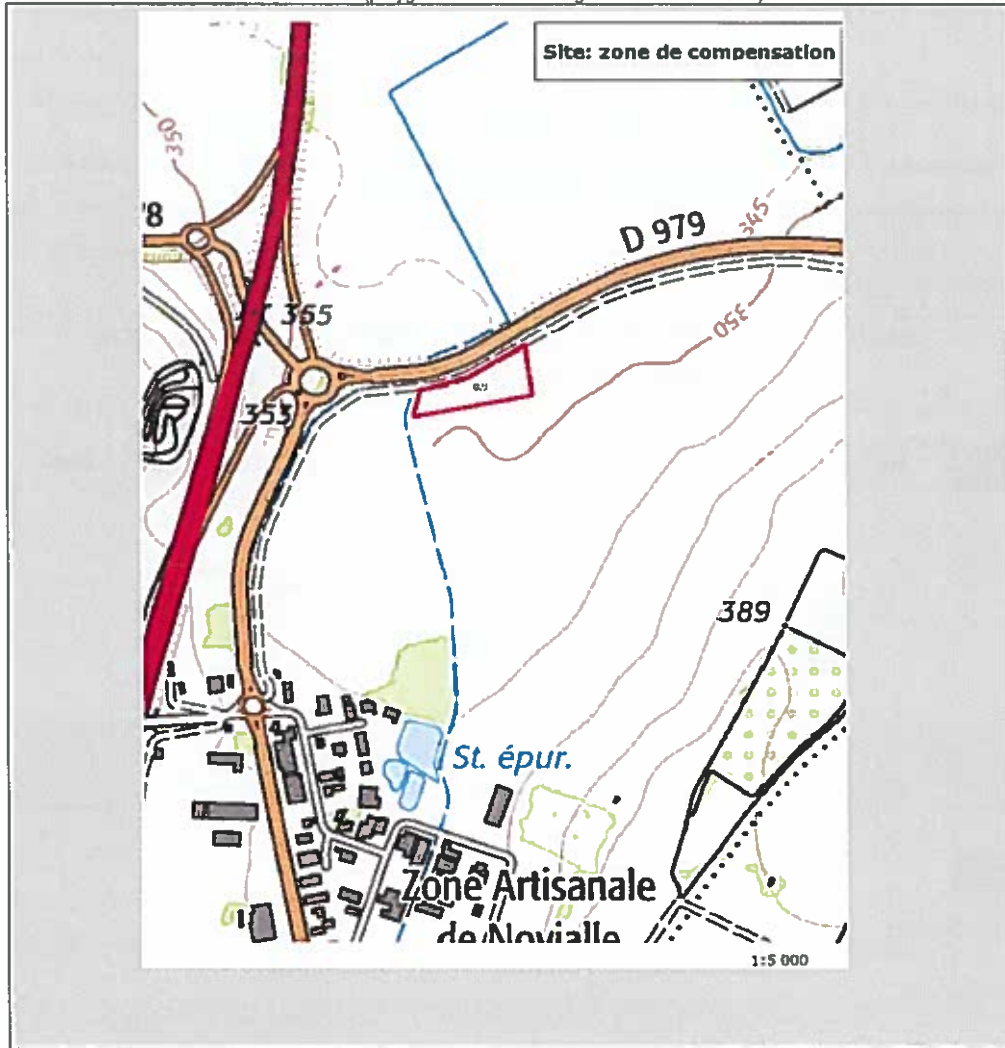 Site: zone de compensation
350
D 979
345
355
350
353
389
St. épur.
Zone Artisanale
de Novialle
1:5 000